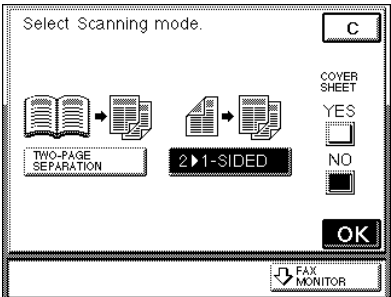 Select Scanning mode.
C
COVER
SHEET
YES
TWO-PAGE
SEPARATION
2▶1-SIDED
NO
OK
FAX
MONITOR